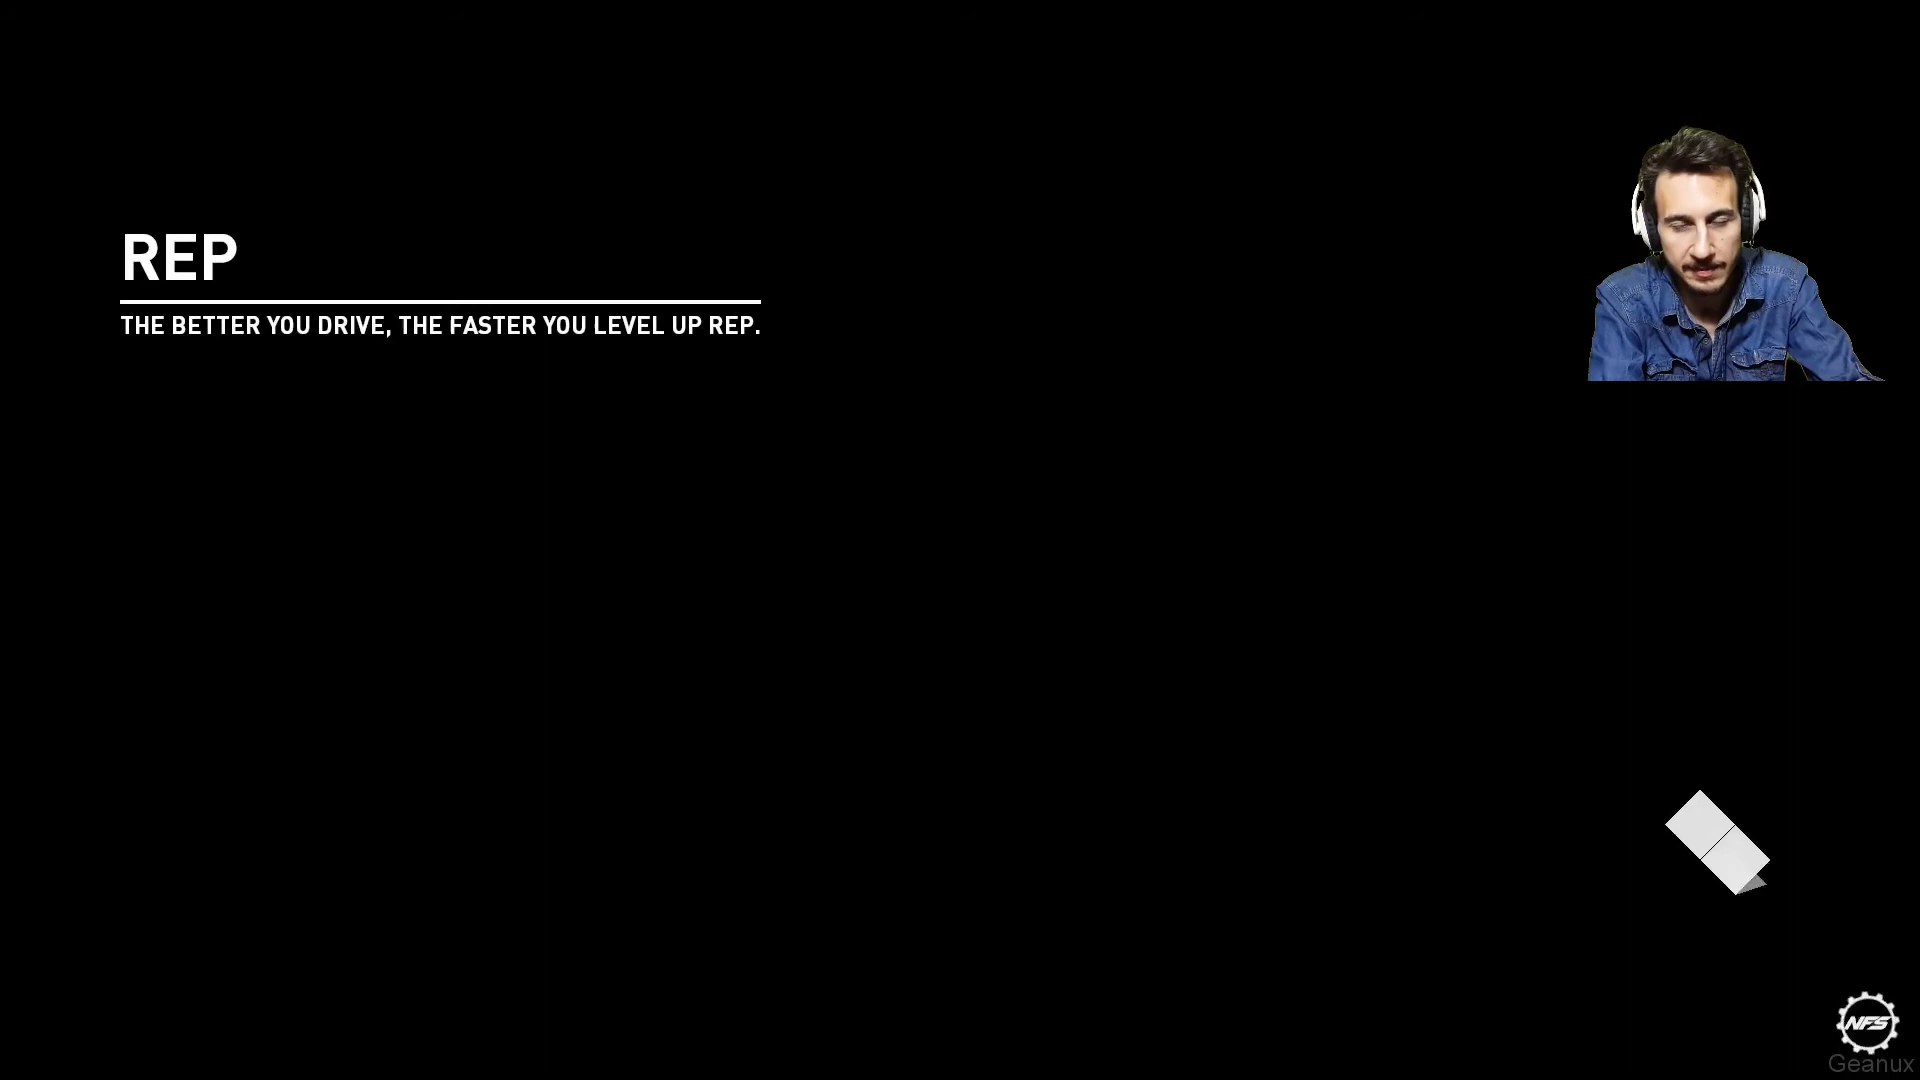 REP
THE BETTER YOU DRIVE, THE FASTER YOU LEVEL UP REP.
NFS
Geanux